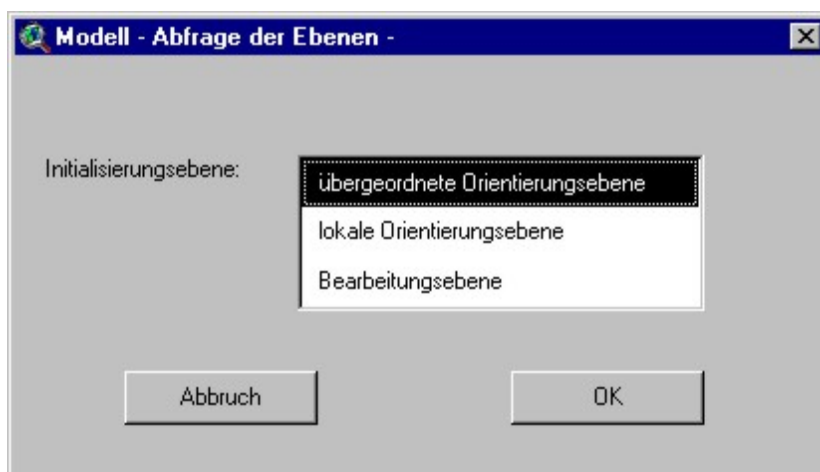 Modell - Abfrage der Ebenen -
Initialisierungsebene:
übergeordnete Orientierungsebene
lokale Orientierungsebene
Bearbeitungsebene
Abbruch
OK